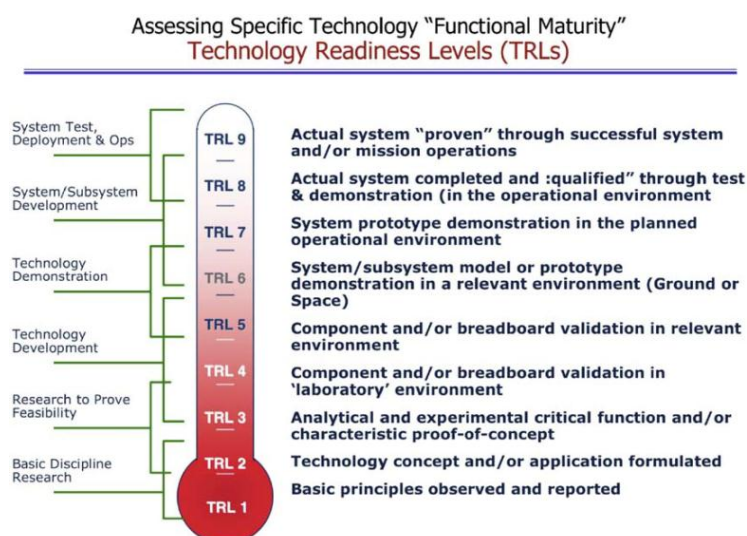 Assessing Specific Technology “Functional Maturity”
Technology Readiness Levels (TRLs)
System Test,
Deployment & Ops
System/Subsystem
Development
Technology
Demonstration
Technology
Development
Research to Prove
Feasibility
Basic Discipline
Research
TRL 9
TRL 8
TRL 7
TRL 6
TRL 5
TRL 4
TRL 3
TRL 2
TRL 1
Actual system “proven” through successful system
and/or mission operations
Actual system completed and :qualified” through test
& demonstration (in the operational environment
System prototype demonstration in the planned
operational environment
System/subsystem model or prototype
demonstration in a relevant environment (Ground or
Space)
Component and/or breadboard validation in relevant
environment
Component and/or breadboard validation in
‘laboratory’ environment
Analytical and experimental critical function and/or
characteristic proof-of-concept
Technology concept and/or application formulated
Basic principles observed and reported